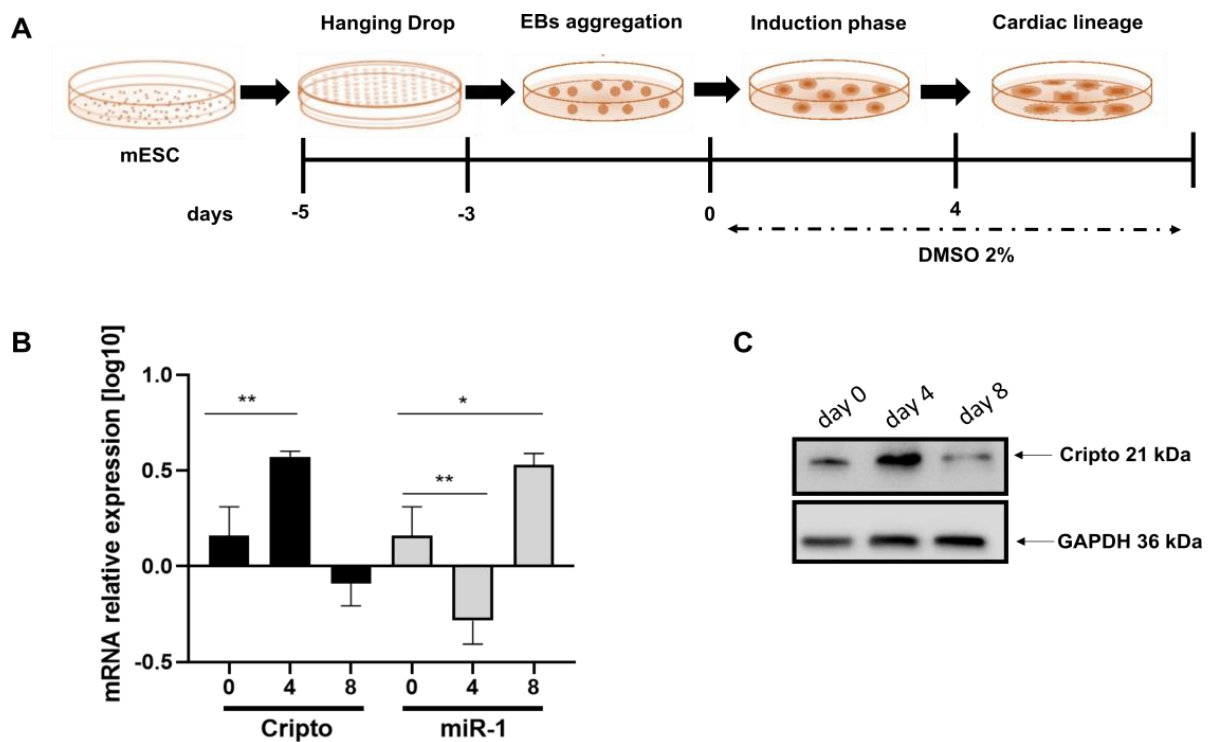 A
Hanging Drop
EBs aggregation
Induction phase
Cardiac lineage
mESC
days
-5
-3
0
4
DMSO 2%
B
mRNA relative expression [log10]
1.0
0.5
0.0
-0.5
**
*
**
0 4 8 0 4 8
Cripto miR-1
C
day 0 day 4 day 8
Cripto 21 kDa
GAPDH 36 kDa